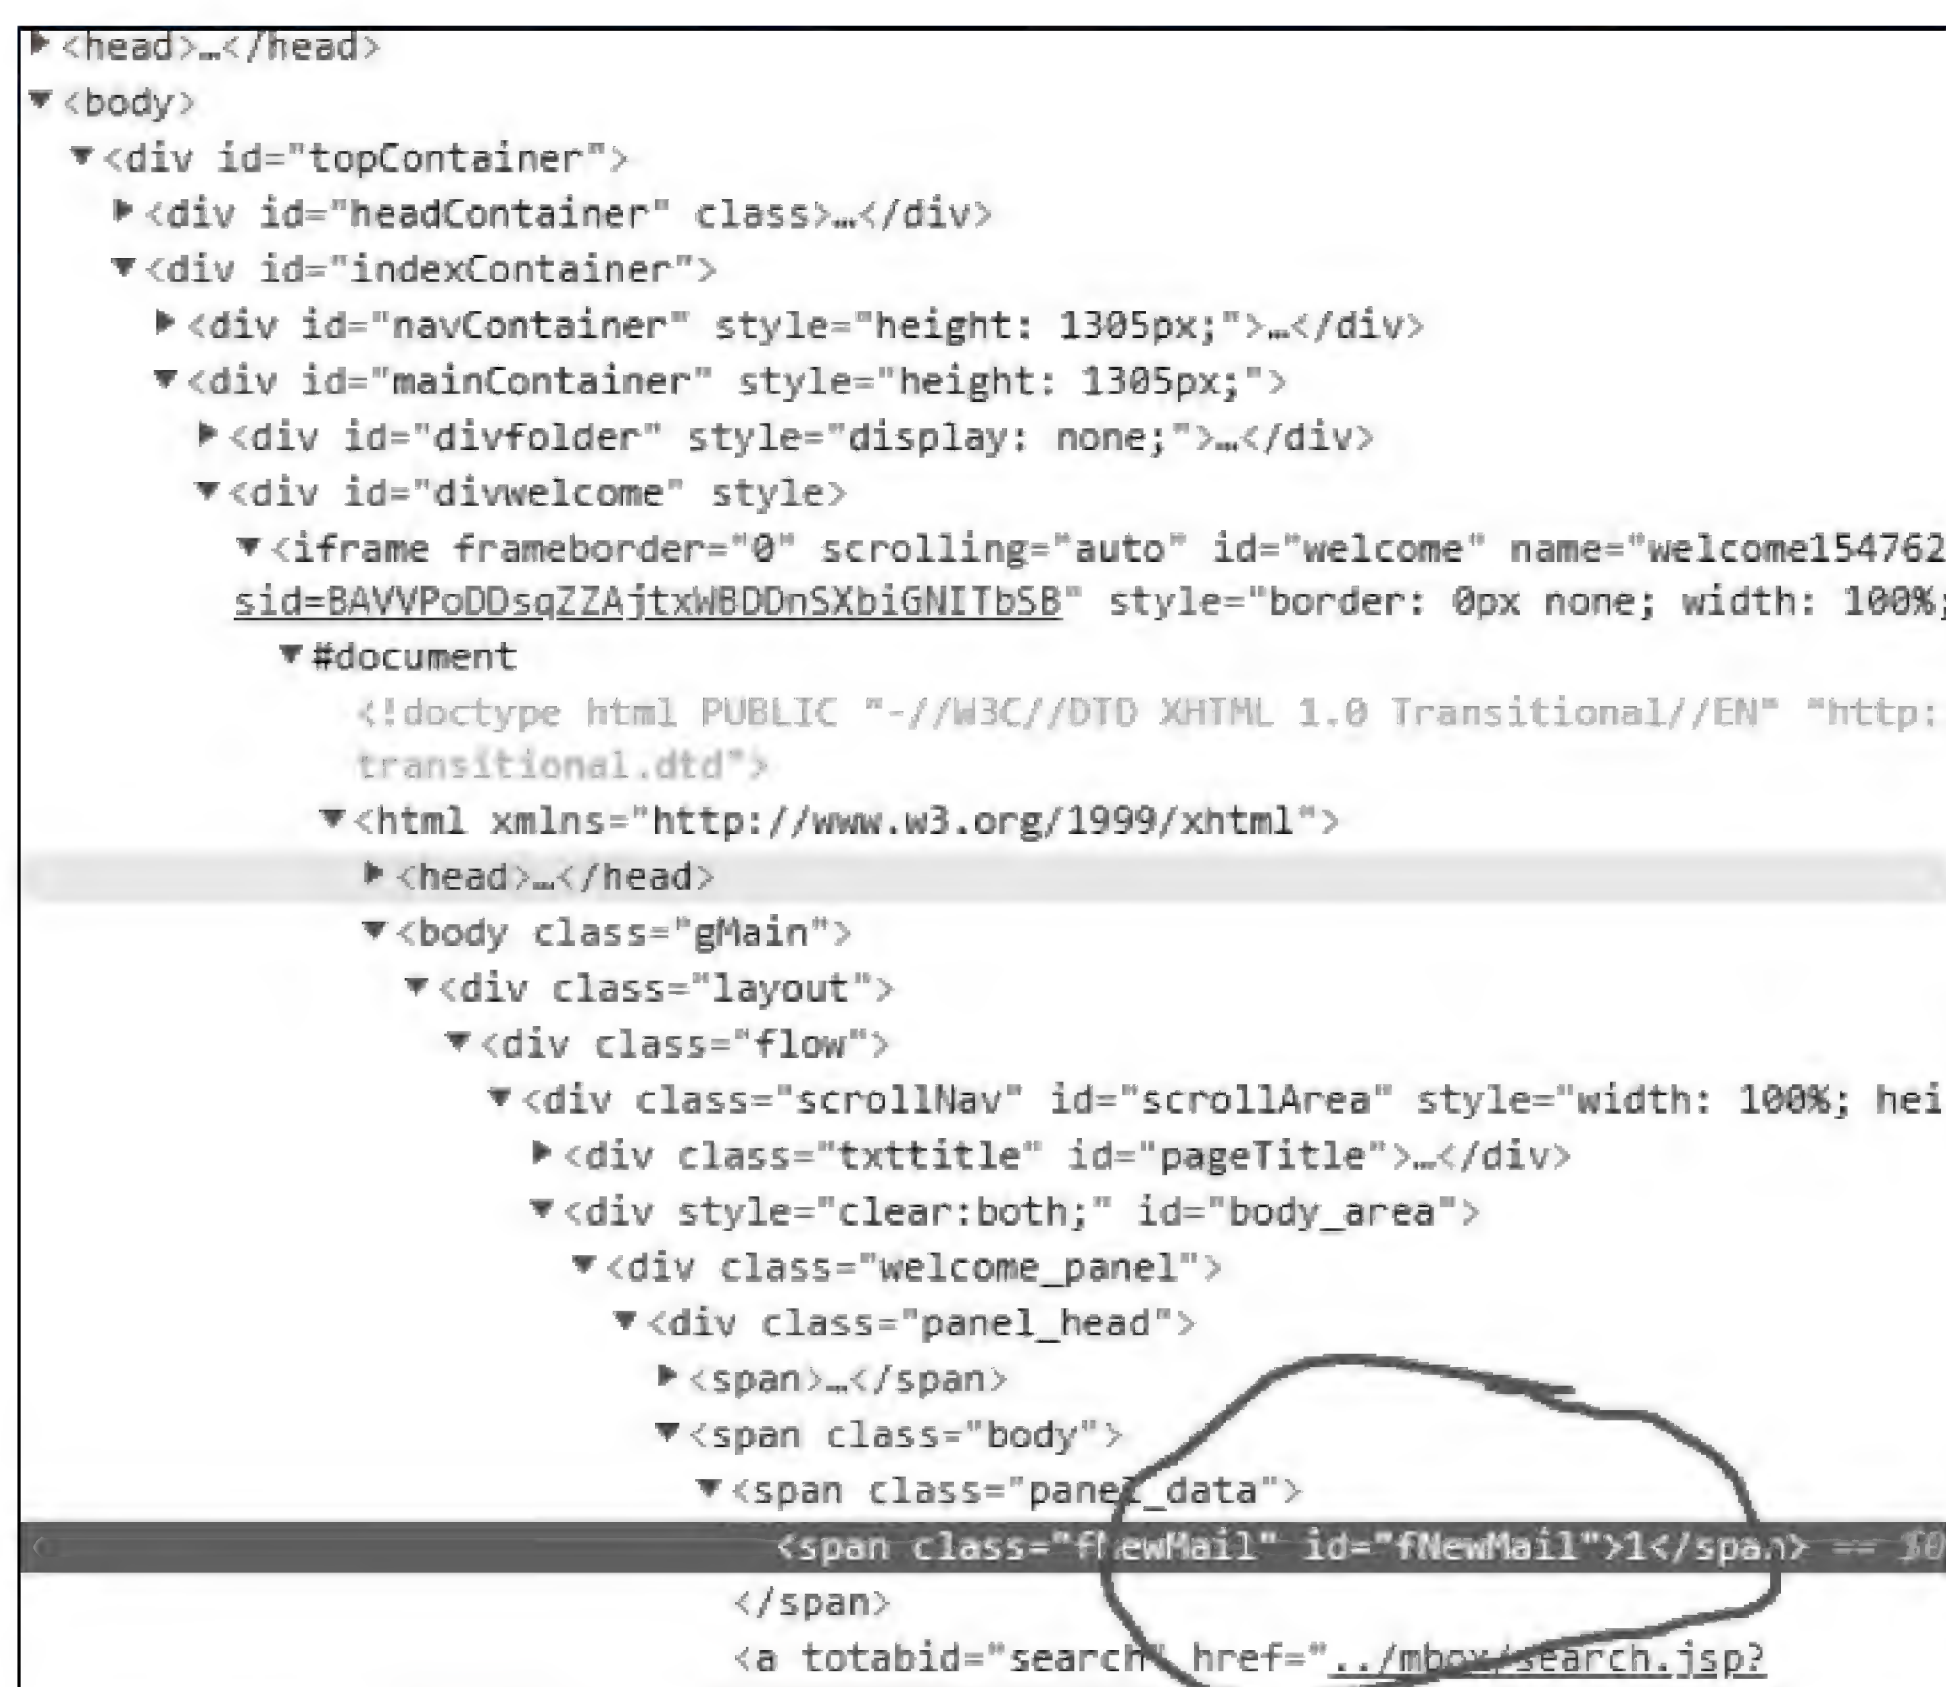 <head>…</head>
<body>
<div id="topContainer">
<div id="headContainer" class>…</div>
<div id="indexContainer">
<div id="navContainer" style="height: 1305px;">…</div>
<div id="mainContainer" style="height: 1305px;">
<div id="divfolder" style="display: none;">…</div>
<div id="divwelcome" style>
<iframe frameborder="0" scrolling="auto" id="welcome" name="welcome154762
sid=BAVVPoDDsqZZAjtxWBDDnSXbiGNITbSB" style="border: 0px none; width: 100%;
#document
<!doctype html PUBLIC "-//W3C//DTD XHTML 1.0 Transitional//EN" "http:
transitional.dtd">
<html xmlns="http://www.w3.org/1999/xhtml">
<head>…</head>
<body class="gMain">
<div class="layout">
<div class="flow">
<div class="scrollNav" id="scrollArea" style="width: 100%; hei
<div class="txttitle" id="pageTitle">…</div>
<div style="clear:both;" id="body_area">
<div class="welcome_panel">
<div class="panel_head">
<span>…</span>
<span class="body">
<span class="panel_data">
<span class="fNewMail" id="fNewMail">1</span> == $0
</span>
<a totabid="search" href="../mbox/search.jsp?